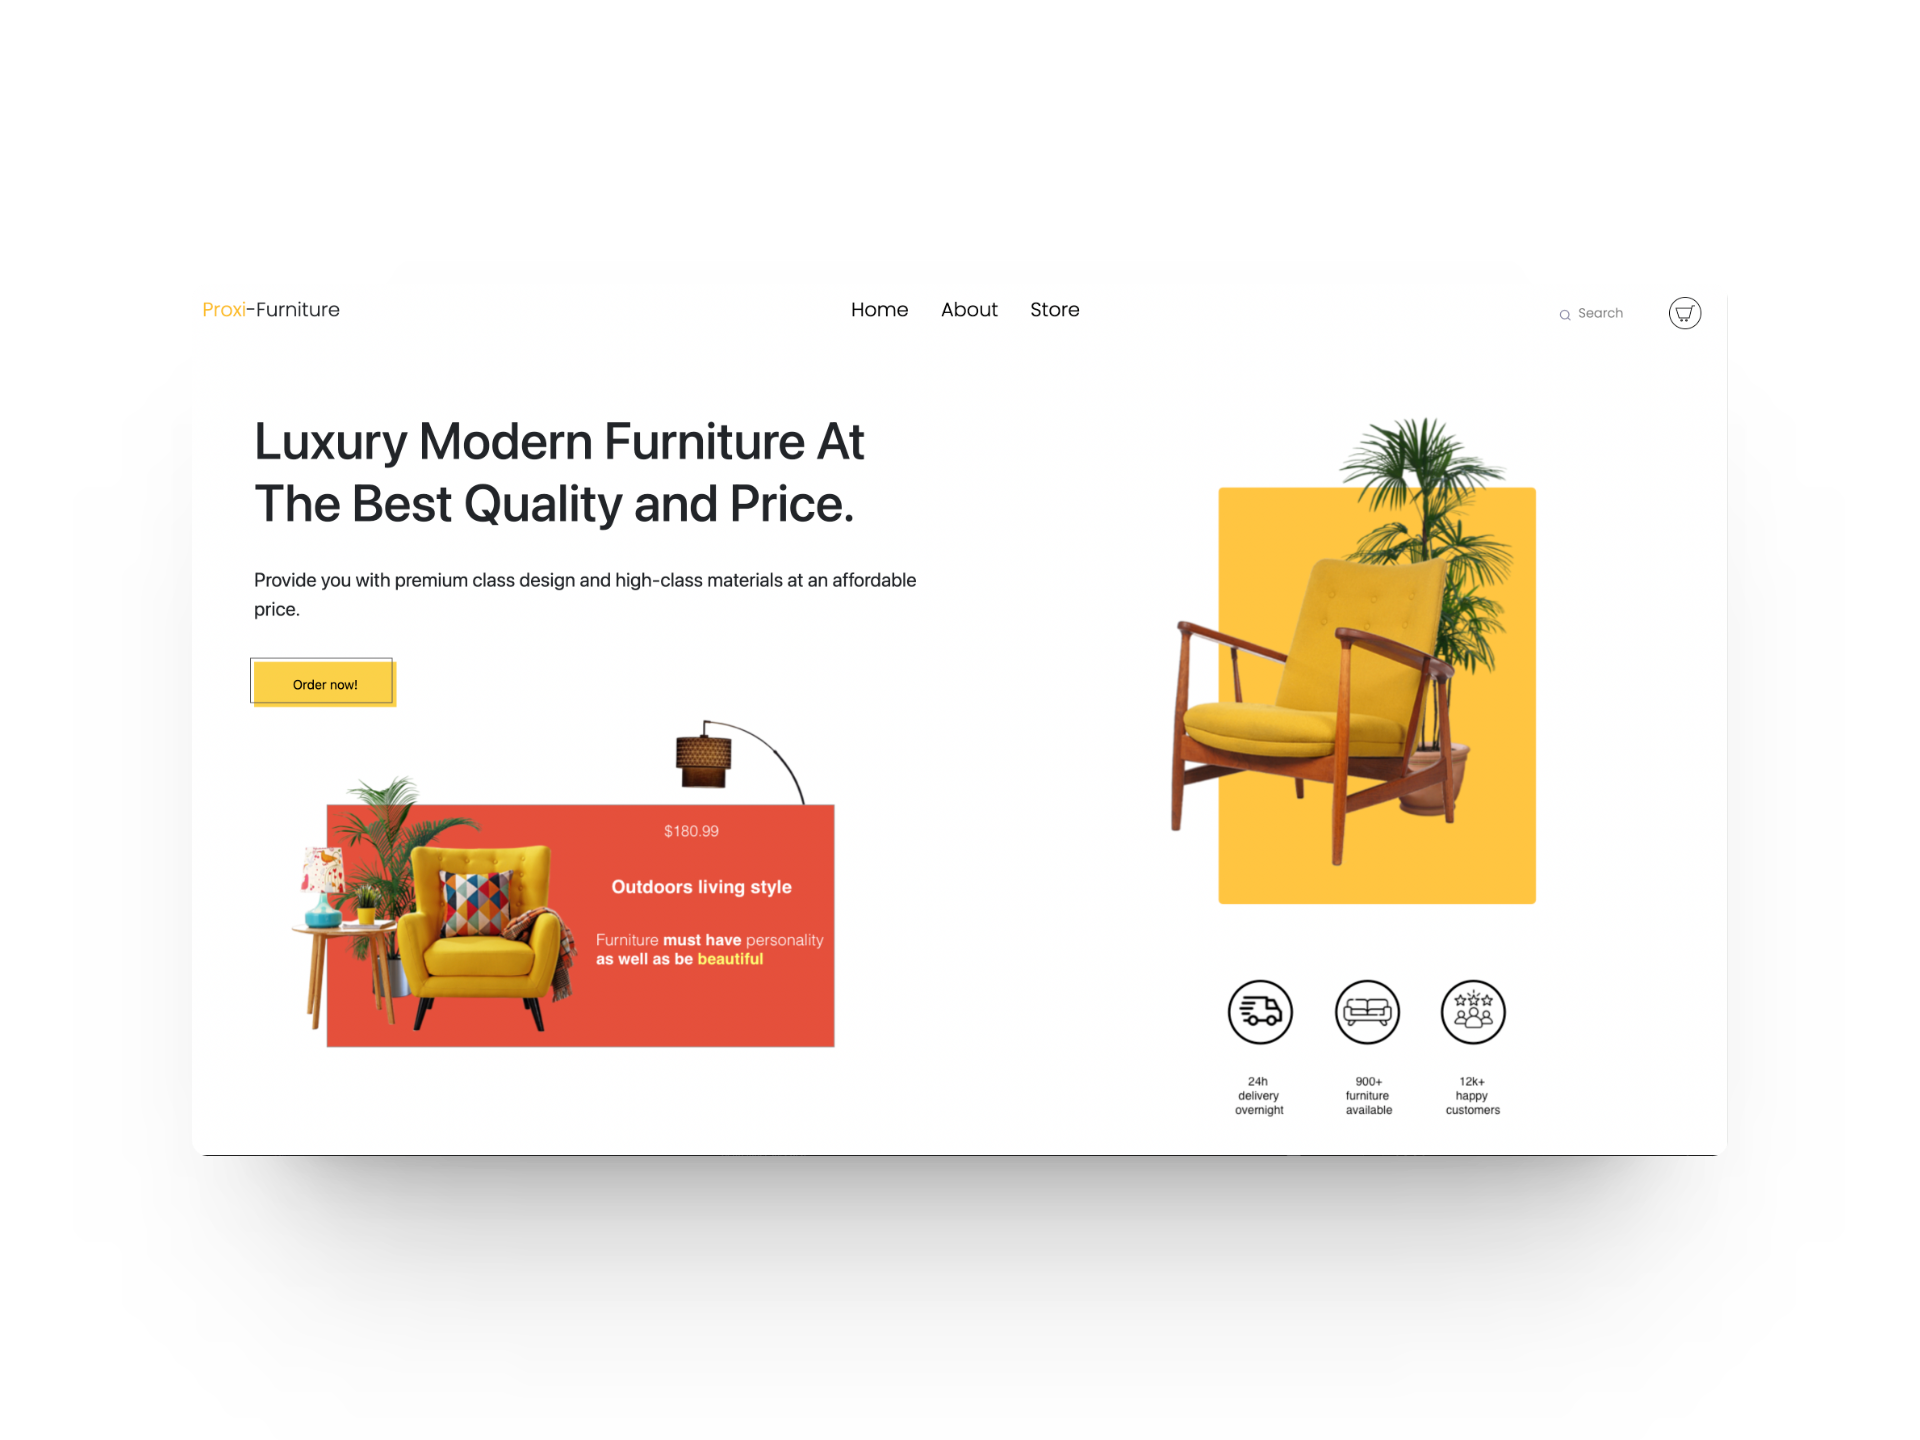 Proxi-Furniture
Home About Store
Search
Luxury Modern Furniture At
The Best Quality and Price.
Provide you with premium class design and high-class materials at an affordable
price.
Order now!
$180.99
Outdoors living style
Furniture must have personality
as well as be beautiful
24h
delivery
overnight
900+
furniture
available
12k+
happy
customers